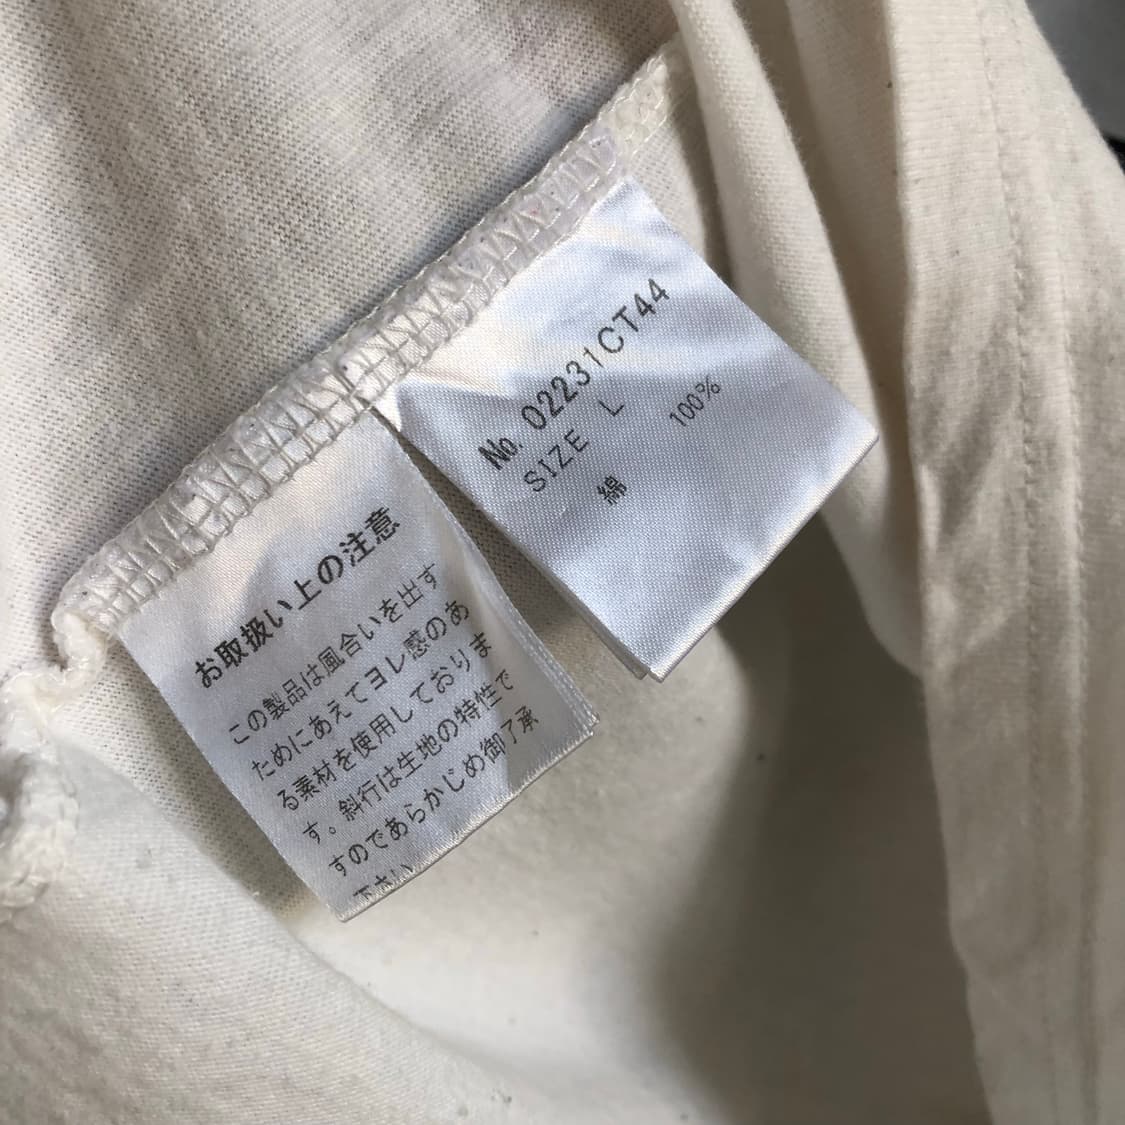 No. 02231CT44
SIZE L
綿 100%
お取扱い上の注意
この製品は風合いを出す
ためにあえてヨレ感のあ
る素材を使用しておりま
す。斜行は生地の特性で
すのであらかじめ御了承
下さい